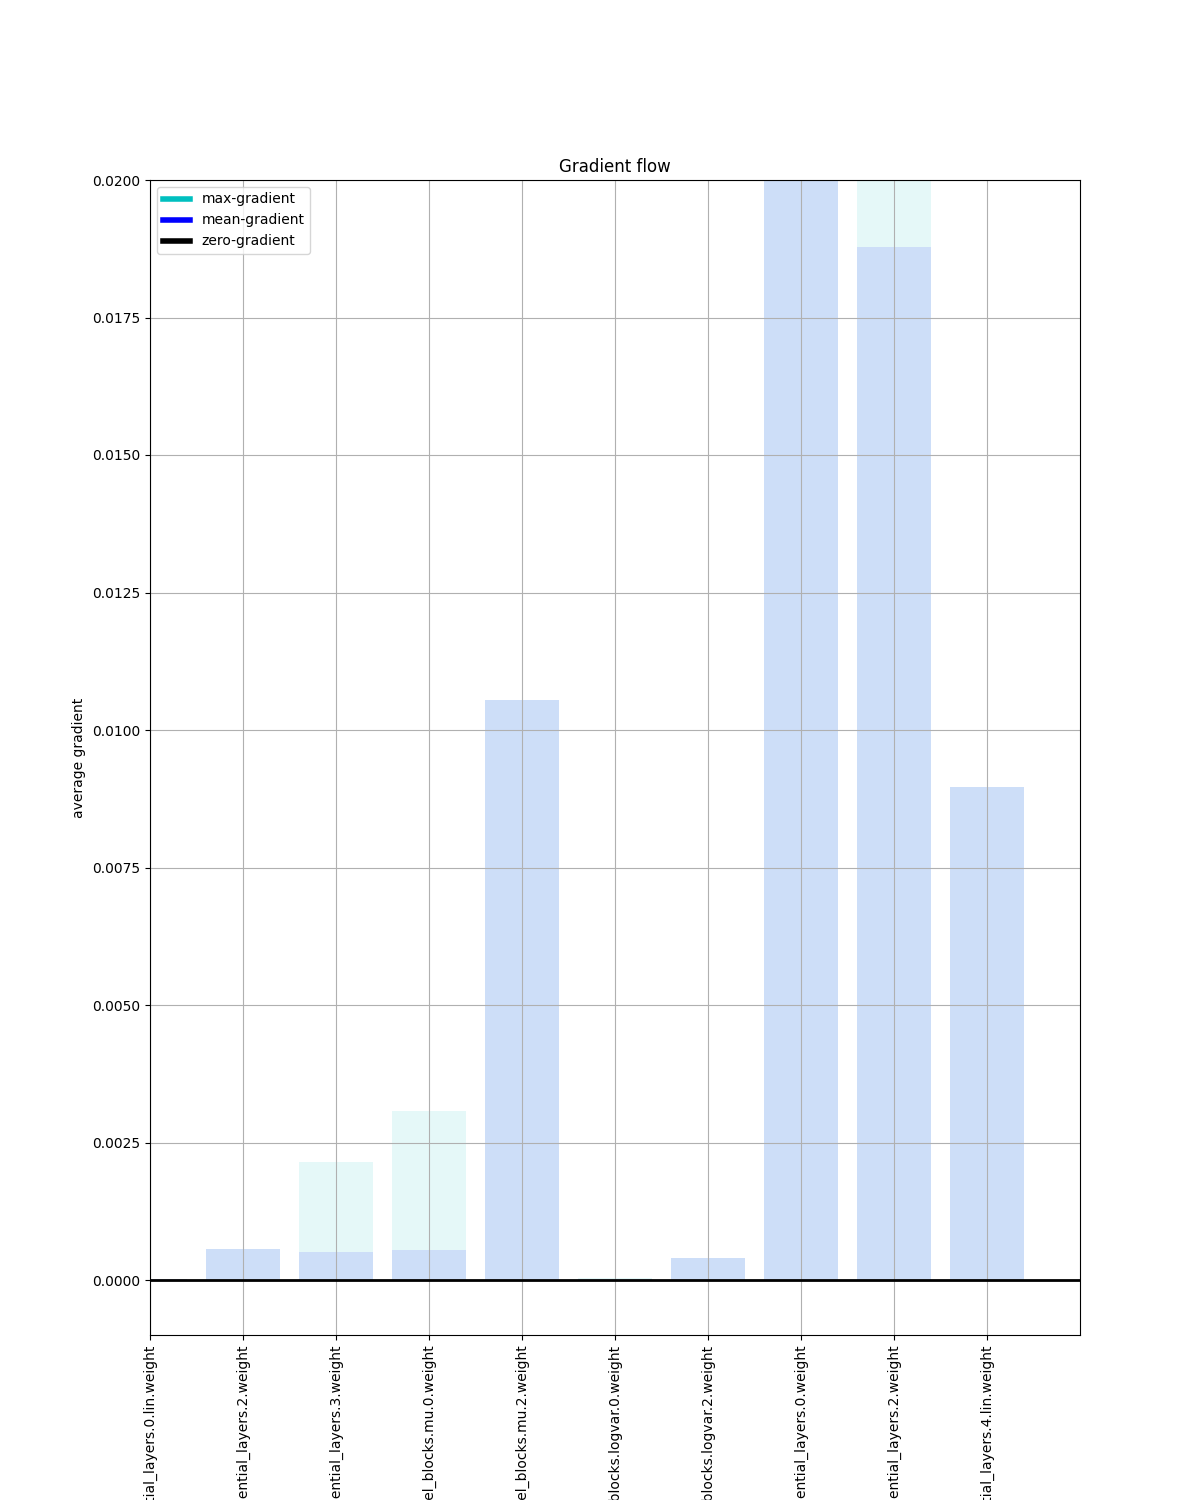 Gradient flow
max-gradient
mean-gradient
zero-gradient
0.0200
0.0175
0.0150
0.0125
0.0100
0.0075
0.0050
0.0025
0.0000
average gradient
tial_layers.0.lin.weight
ential_layers.2.weight
ential_layers.3.weight
el_blocks.mu.0.weight
el_blocks.mu.2.weight
blocks.logvar.0.weight
blocks.logvar.2.weight
ential_layers.0.weight
ential_layers.2.weight
tial_layers.4.lin.weight